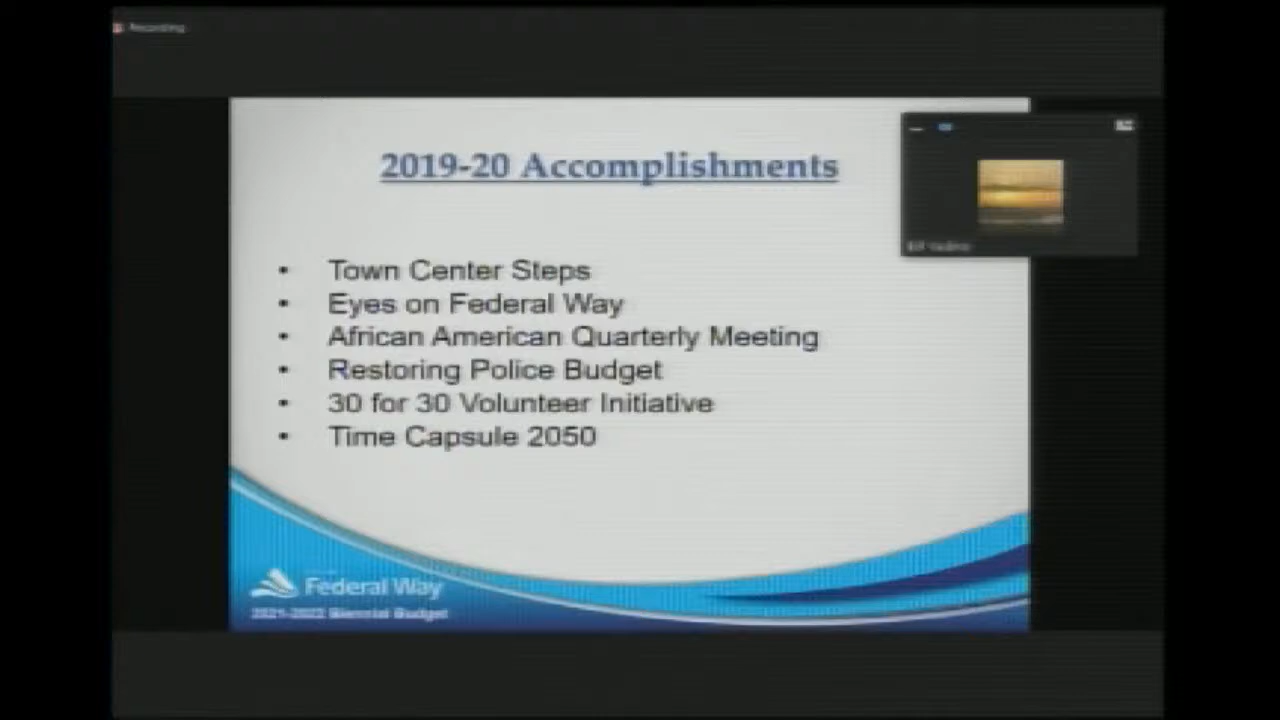 Recording
2019-20 Accomplishments
• Town Center Steps
• Eyes on Federal Way
• African American Quarterly Meeting
• Restoring Police Budget
• 30 for 30 Volunteer Initiative
• Time Capsule 2050
Federal Way
2021-2022 Biennial Budget